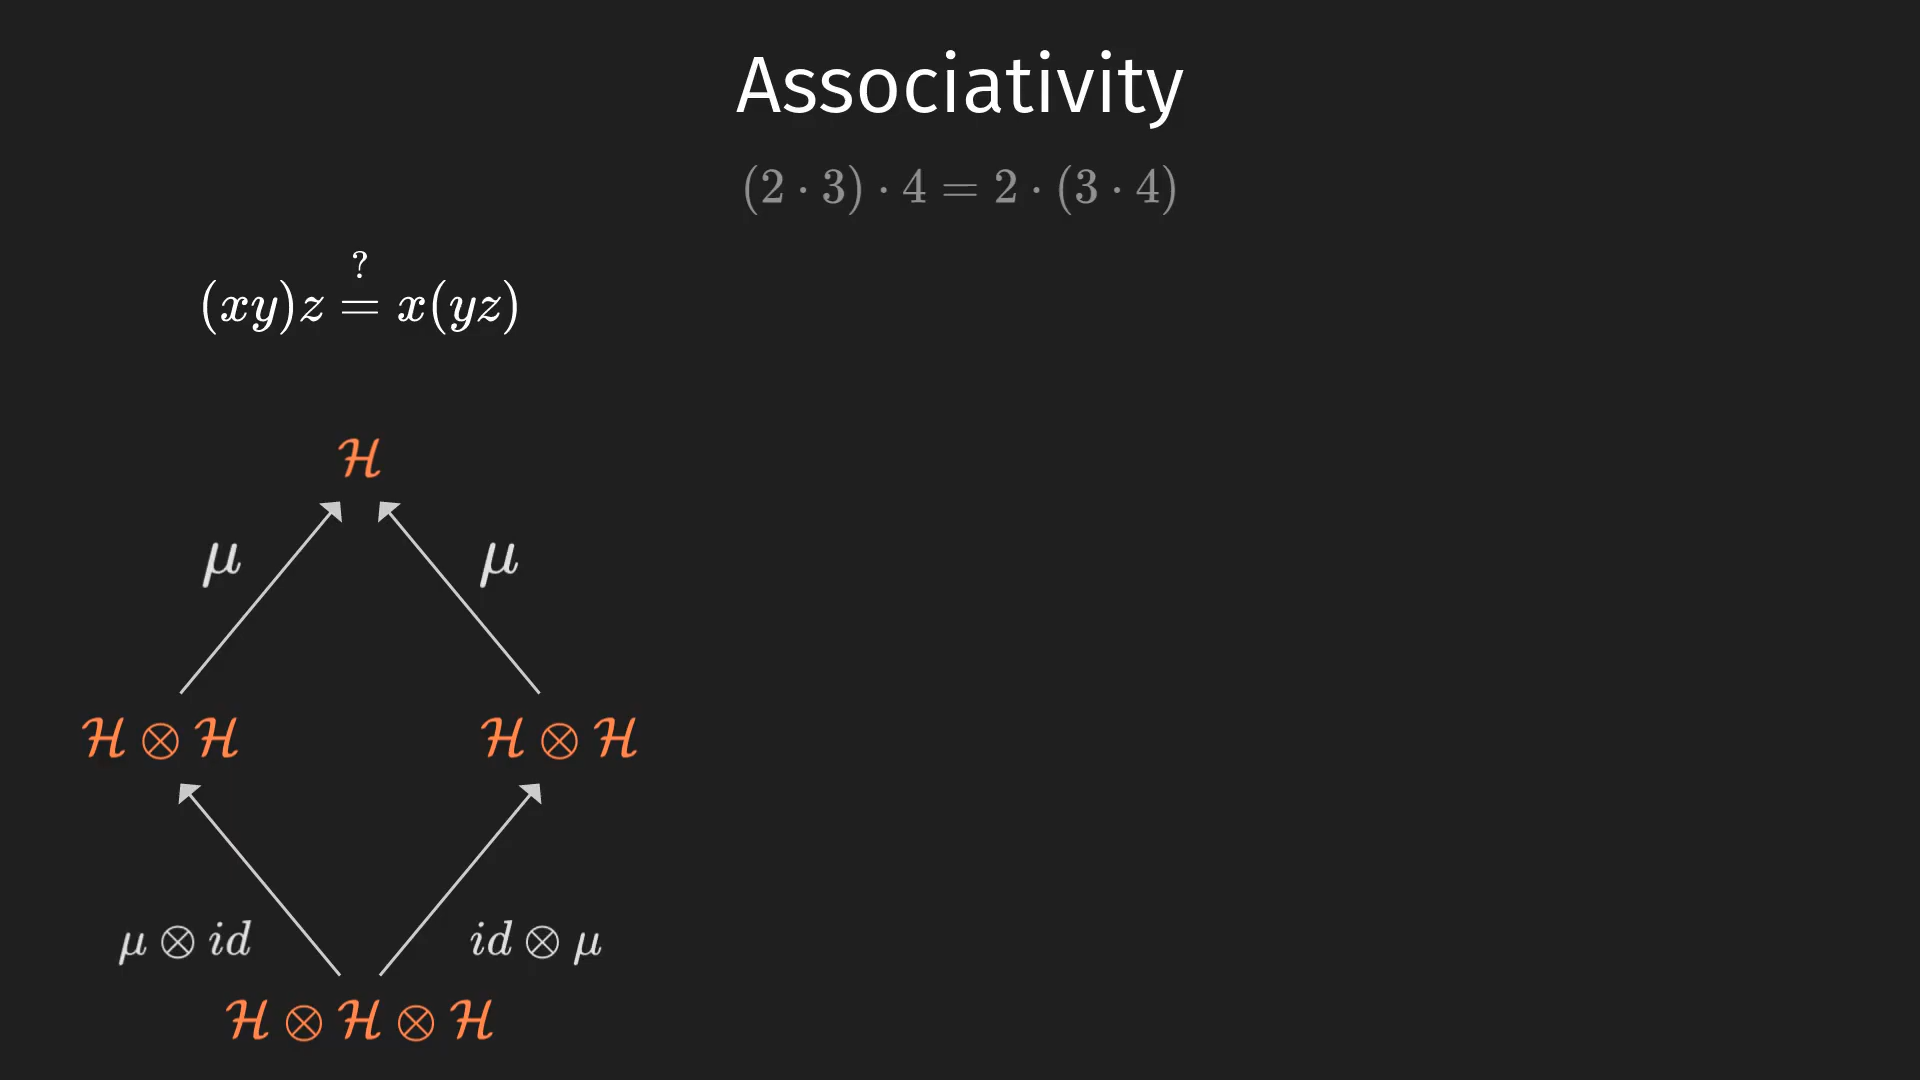 Associativity
(2 · 3) · 4 = 2 · (3 · 4)
(xy)z ≟ x(yz)
ℋ
μ μ
ℋ ⊗ ℋ ℋ ⊗ ℋ
μ ⊗ id id ⊗ μ
ℋ ⊗ ℋ ⊗ ℋ